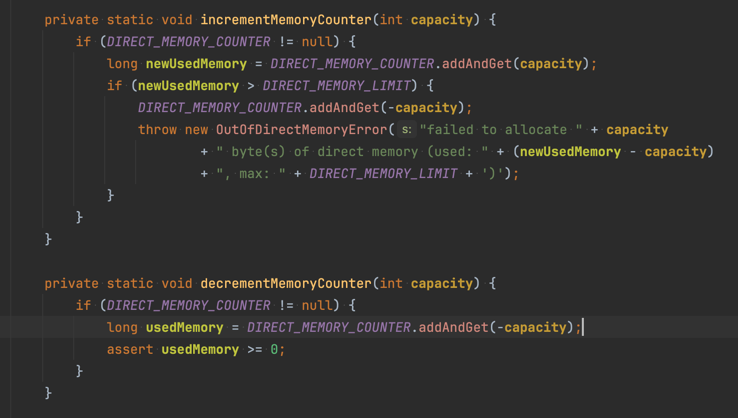 private static void incrementMemoryCounter(int capacity) {
    if (DIRECT_MEMORY_COUNTER != null) {
        long newUsedMemory = DIRECT_MEMORY_COUNTER.addAndGet(capacity);
        if (newUsedMemory > DIRECT_MEMORY_LIMIT) {
            DIRECT_MEMORY_COUNTER.addAndGet(-capacity);
            throw new OutOfDirectMemoryError( s: "failed to allocate " + capacity
                    + " byte(s) of direct memory (used: " + (newUsedMemory - capacity)
                    + ", max: " + DIRECT_MEMORY_LIMIT + ')');
        }
    }
}
private static void decrementMemoryCounter(int capacity) {
    if (DIRECT_MEMORY_COUNTER != null) {
        long usedMemory = DIRECT_MEMORY_COUNTER.addAndGet(-capacity);
        assert usedMemory >= 0;
    }
}